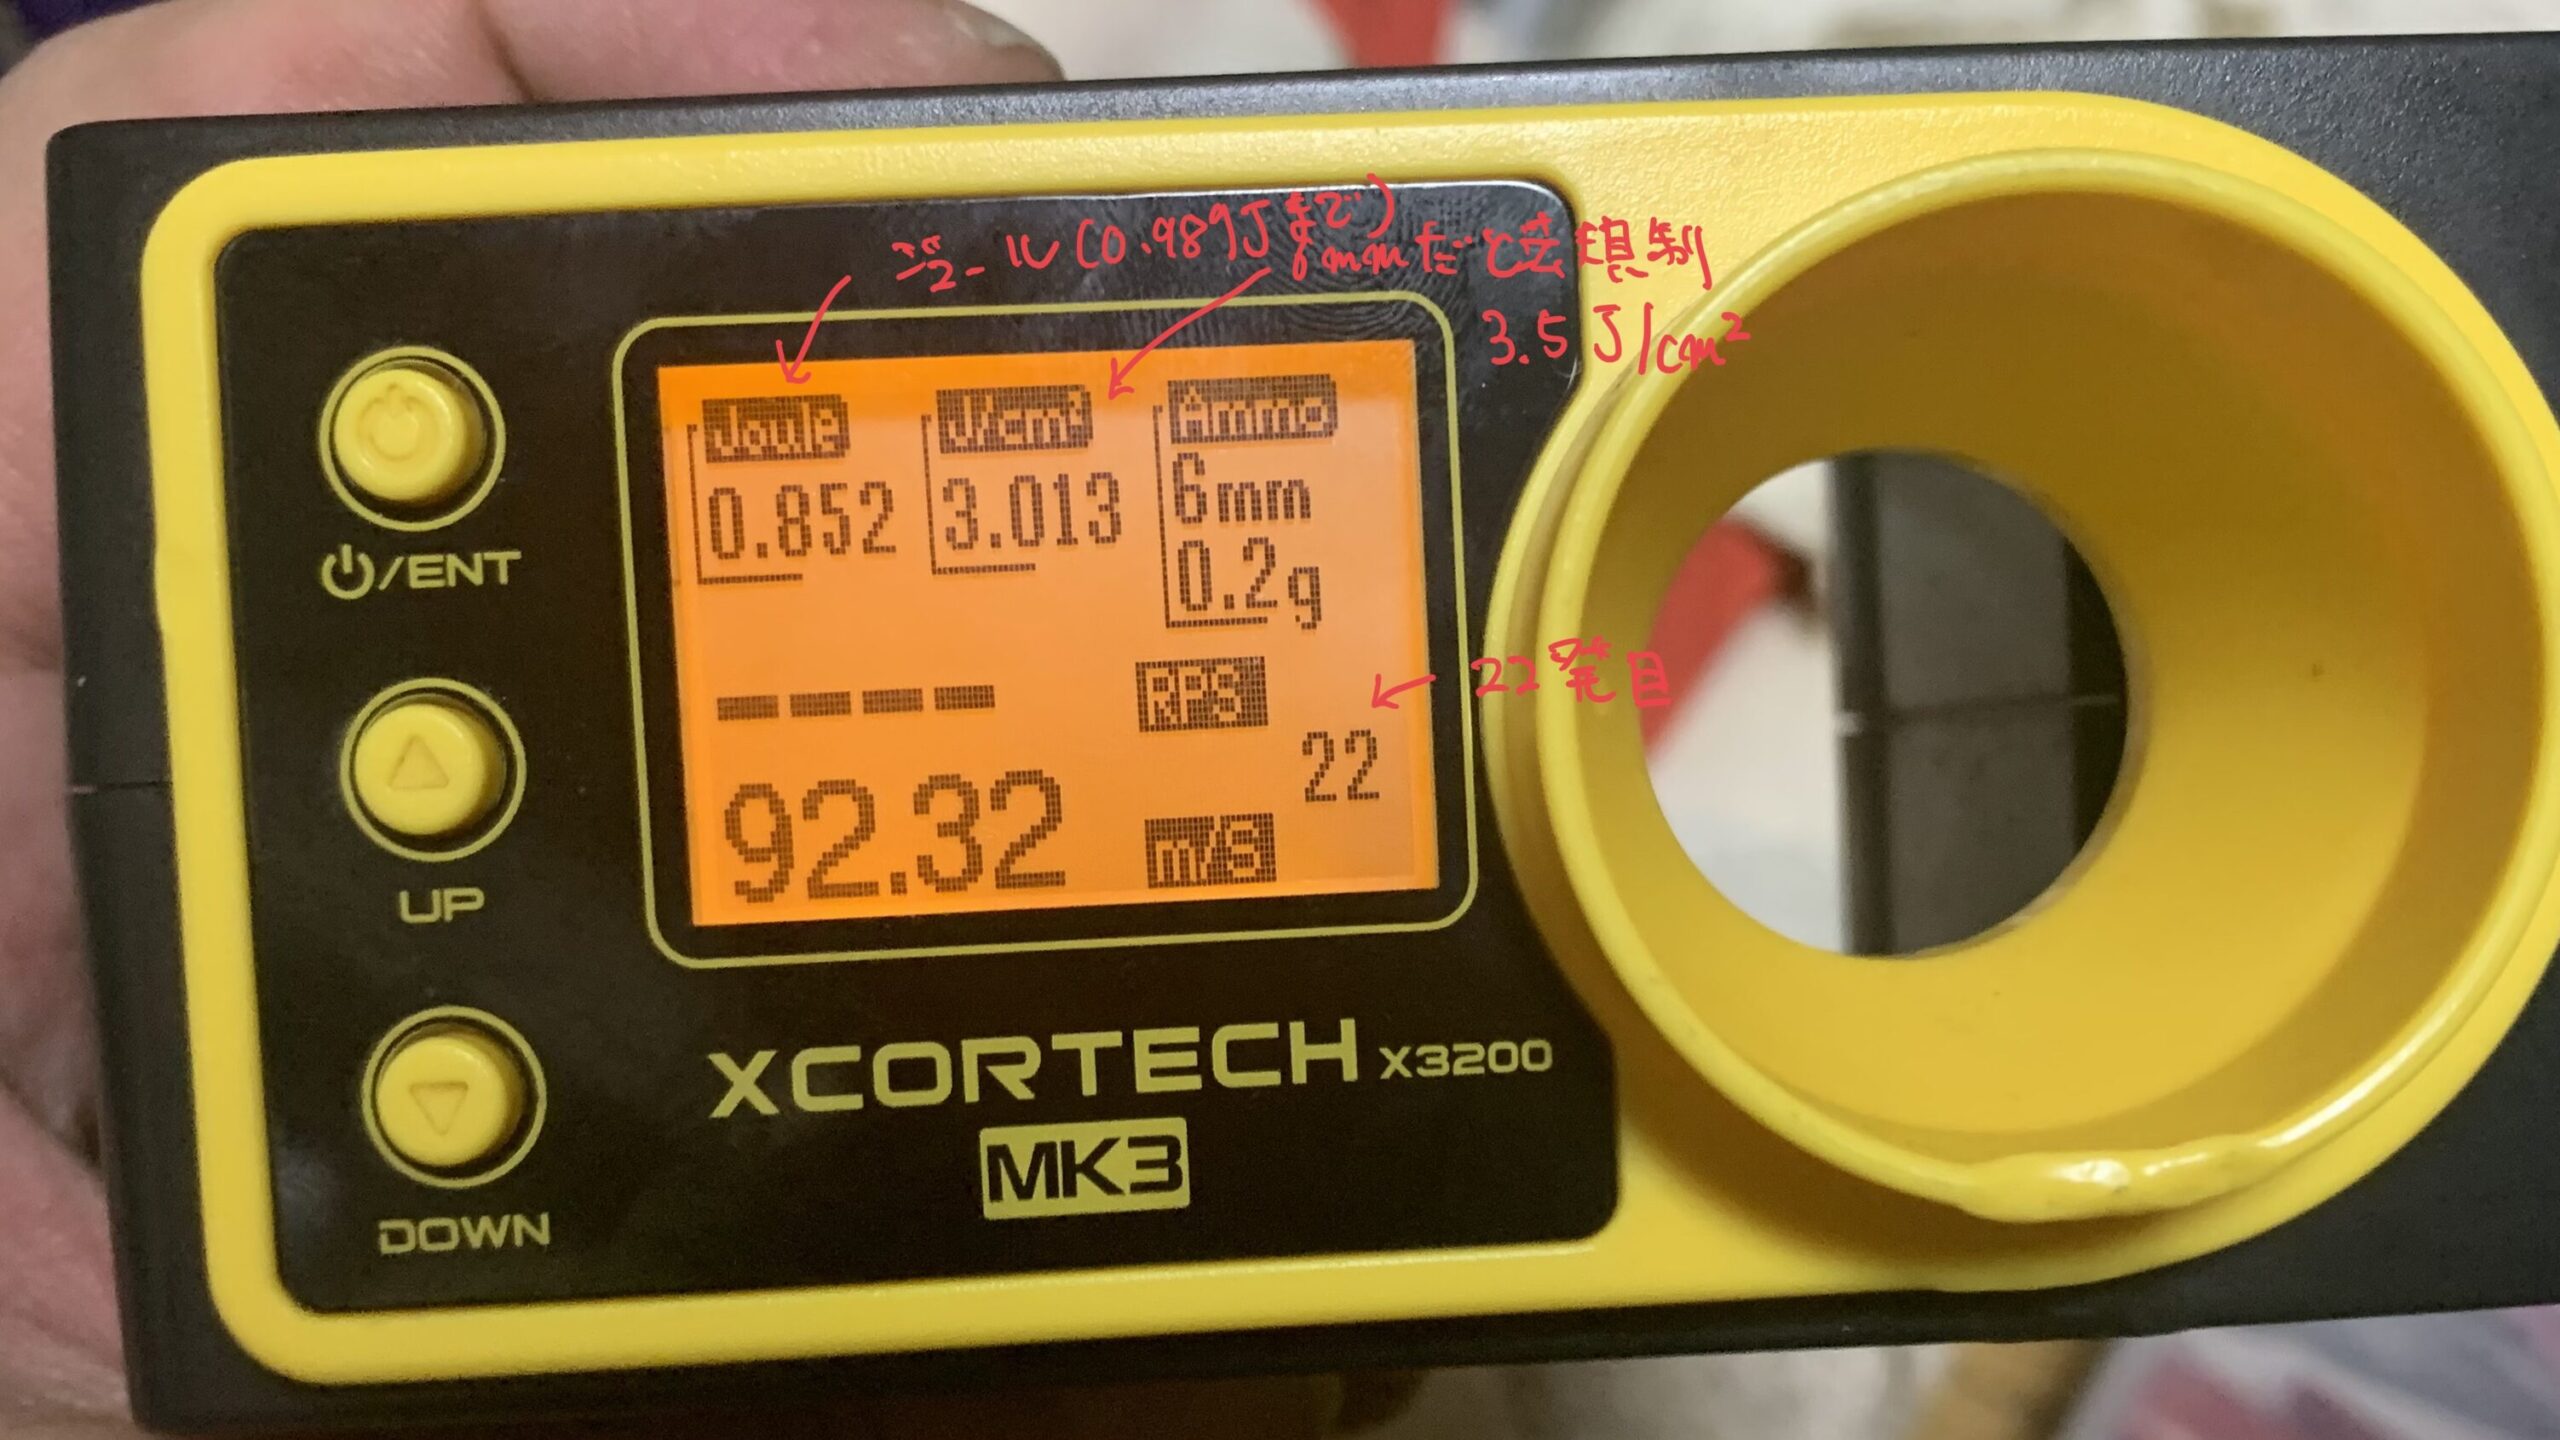 ジュール(0.989Jまで)
6mmだと法規制
3.5J/cm²
Joule J/cm² Ammo
0.852 3.013 6mm
0.2g
⏻/ENT
---- RPS
22発目
22
92.32 m/S
UP
XCORTECH X3200
MK3
DOWN